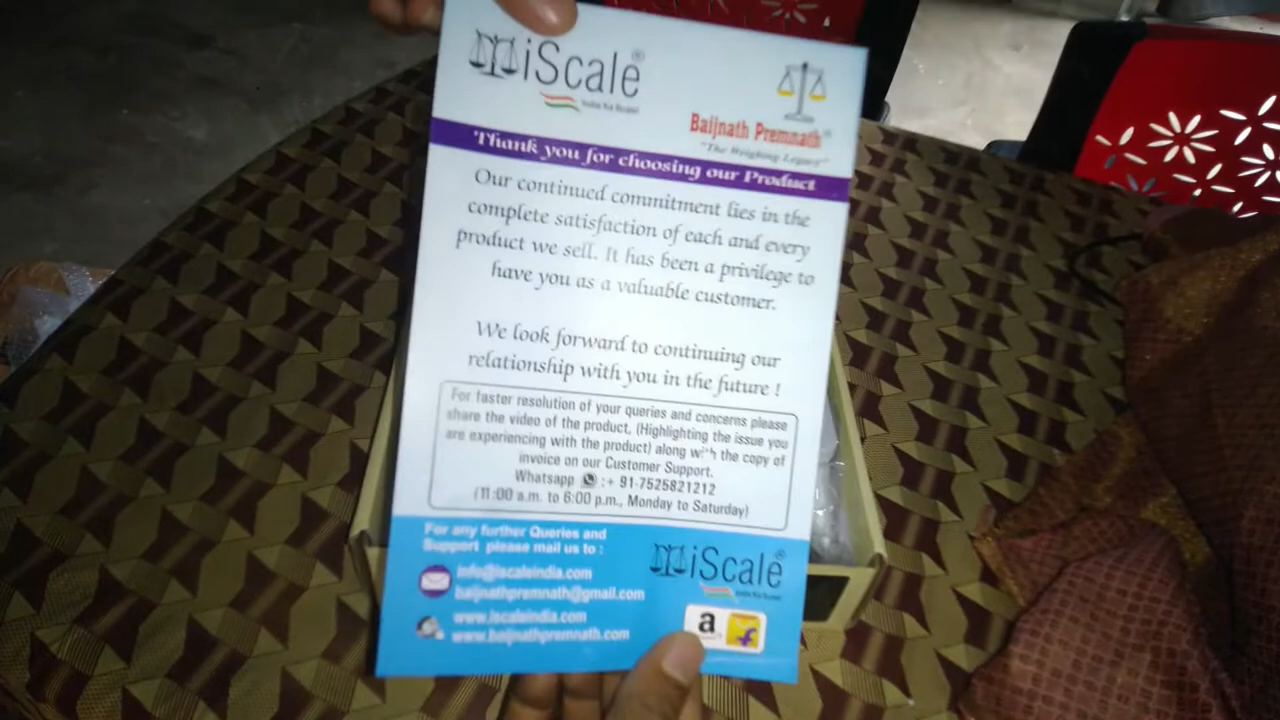 iScale®
India Ka Scale
Baijnath Premnath®
"The Weighing Legacy"
Thank you for choosing our Product
Our continued commitment lies in the
complete satisfaction of each and every
product we sell. It has been a privilege to
have you as a valuable customer.
We look forward to continuing our
relationship with you in the future !
For faster resolution of your queries and concerns please
share the video of the product, (Highlighting the issue you
are experiencing with the product) along with the copy of
invoice on our Customer Support.
Whatsapp :+ 91-7525821212
(11:00 a.m. to 6:00 p.m., Monday to Saturday)
For any further Queries and
Support please mail us to :
info@iscaleindia.com
baijnathpremnath@gmail.com
www.iscaleindia.com
www.baijnathpremnath.com
iScale®
India Ka Scale
a